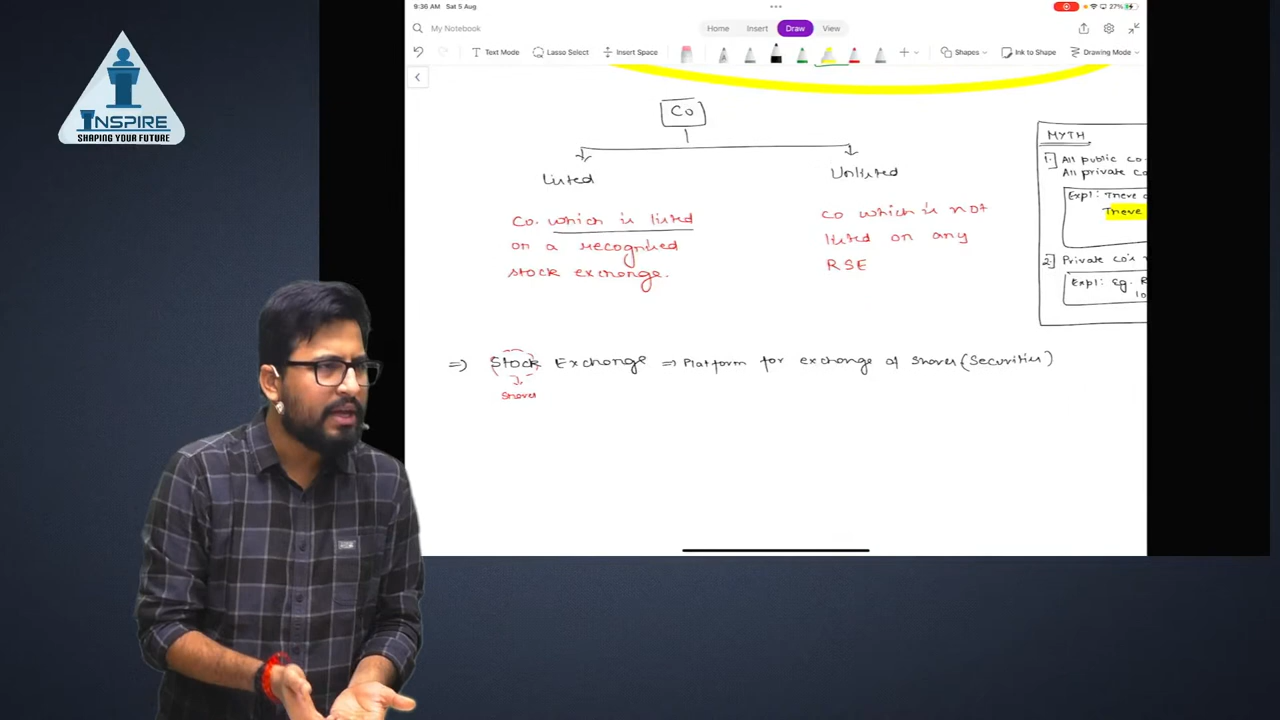 INSPIRE
SHAPING YOUR FUTURE
9:36 AM Sat 5 Aug
27%
My Notebook
Home Insert Draw View
Text Mode Lasso Select Insert Space Shapes Ink to Shape Drawing Mode
Co
Listed
Unlisted
Co. which is listed
on a recognised
stock exchange.
Co which is not
listed on any
RSE
MYTH
1.] All public co
All private co
Expl: There
There
2.] Private co's
Expl: Eg. R
=> Stock Exchange => Platform for exchange of shares (Securities)
Shares